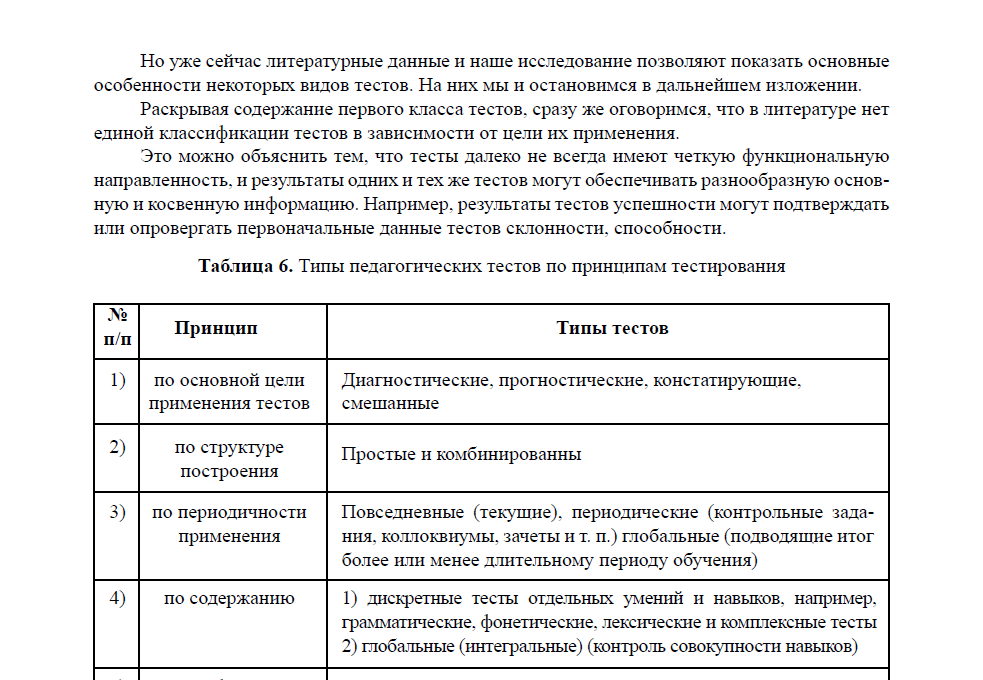 Но уже сейчас литературные данные и наше исследование позволяют показать основные
особенности некоторых видов тестов. На них мы и остановимся в дальнейшем изложении.
Раскрывая содержание первого класса тестов, сразу же оговоримся, что в литературе нет
единой классификации тестов в зависимости от цели их применения.
Это можно объяснить тем, что тесты далеко не всегда имеют четкую функциональную
направленность, и результаты одних и тех же тестов могут обеспечивать разнообразную основ-
ную и косвенную информацию. Например, результаты тестов успешности могут подтверждать
или опровергать первоначальные данные тестов склонности, способности.
Таблица 6. Типы педагогических тестов по принципам тестирования
№
п/п
Принцип
Типы тестов
1)
по основной цели
применения тестов
Диагностические, прогностические, констатирующие,
смешанные
2)
по структуре
построения
Простые и комбинированны
3)
по периодичности
применения
Повседневные (текущие), периодические (контрольные зада-
ния, коллоквиумы, зачеты и т. п.) глобальные (подводящие итог
более или менее длительному периоду обучения)
4)
по содержанию
1) дискретные тесты отдельных умений и навыков, например,
грамматические, фонетические, лексические и комплексные тесты
2) глобальные (интегральные) (контроль совокупности навыков)